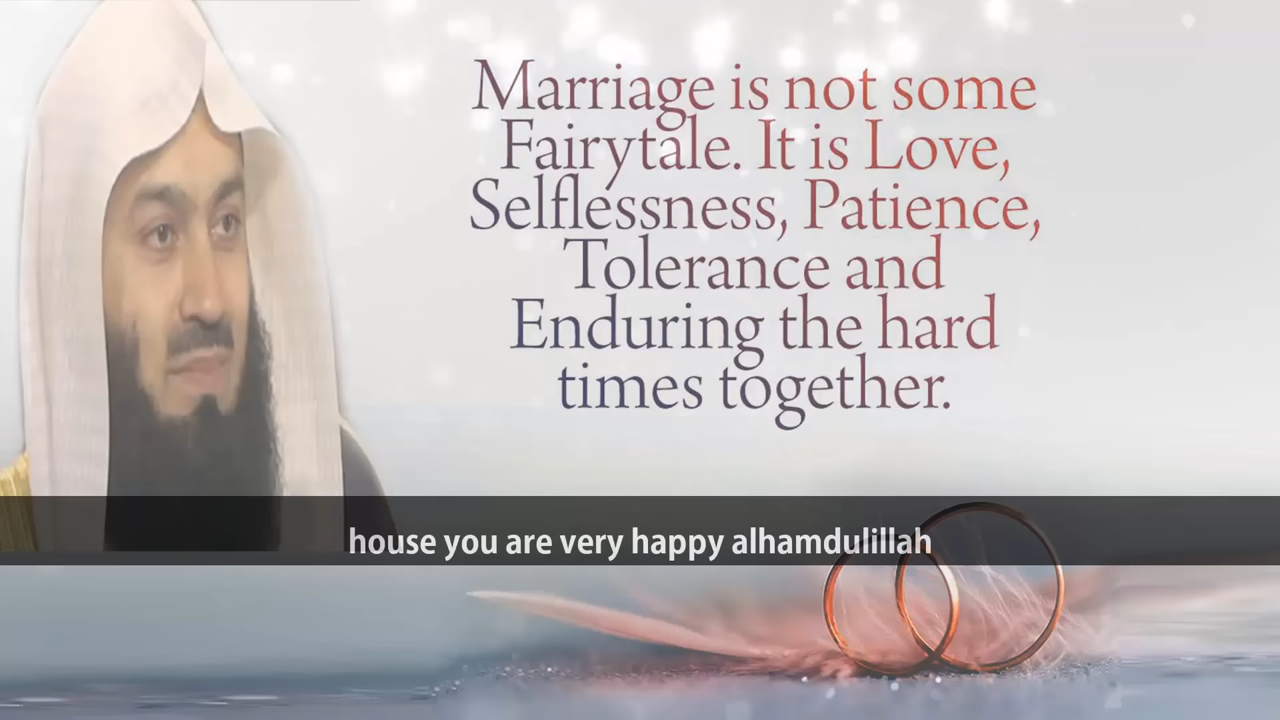 Marriage is not some
Fairytale. It is Love,
Selflessness, Patience,
Tolerance and
Enduring the hard
times together.
house you are very happy alhamdulillah